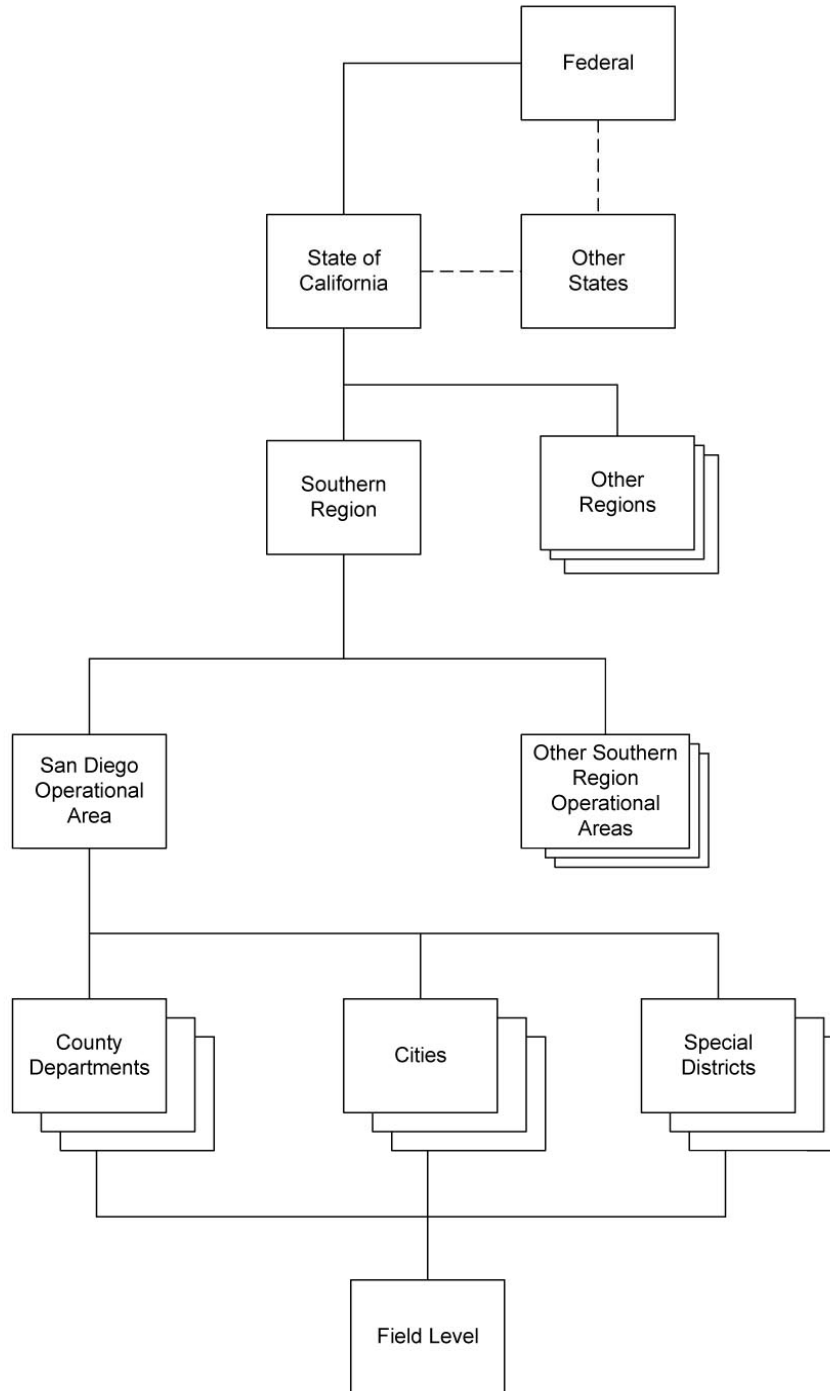 Federal
State of
California
Other
States
Southern
Region
Other
Regions
San Diego
Operational
Area
Other Southern
Region
Operational
Areas
County
Departments
Cities
Special
Districts
Field Level